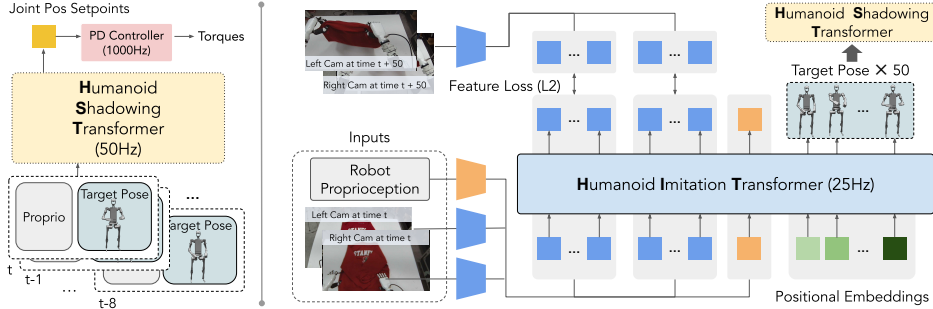 Joint Pos Setpoints
PD Controller
(1000Hz)
Torques
Humanoid
Shadowing
Transformer
(50Hz)
Proprio
Target Pose
...
arget Pose
t
t-1
...
t-8
Left Cam at time t + 50
Right Cam at time t + 50
Feature Loss (L2)
...
...
Humanoid Shadowing
Transformer
Target Pose × 50
...
...
...
Inputs
Robot
Proprioception
Left Cam at time t
Right Cam at time t
Humanoid Imitation Transformer (25Hz)
...
...
...
Positional Embeddings